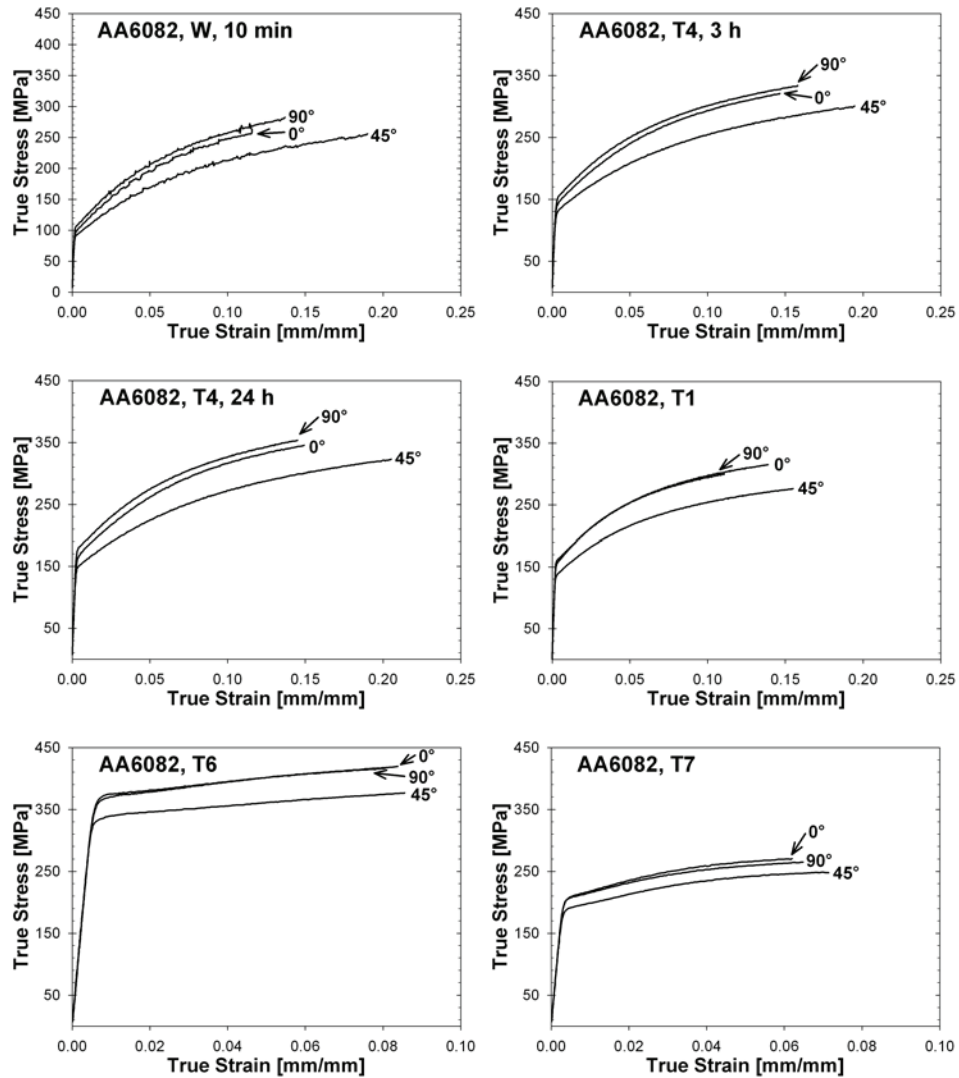 AA6082, W, 10 min
True Stress [MPa]
450
400
350
300
250
200
150
100
50
0
90°
0°
45°
0.00 0.05 0.10 0.15 0.20 0.25
True Strain [mm/mm]
AA6082, T4, 3 h
True Stress [MPa]
450
350
250
150
50
90°
0°
45°
0.00 0.05 0.10 0.15 0.20 0.25
True Strain [mm/mm]
AA6082, T4, 24 h
True Stress [MPa]
450
350
250
150
50
90°
0°
45°
0.00 0.05 0.10 0.15 0.20 0.25
True Strain [mm/mm]
AA6082, T1
True Stress [MPa]
450
350
250
150
50
90°
0°
45°
0.00 0.05 0.10 0.15 0.20 0.25
True Strain [mm/mm]
AA6082, T6
True Stress [MPa]
450
350
250
150
50
0°
90°
45°
0.00 0.02 0.04 0.06 0.08 0.10
True Strain [mm/mm]
AA6082, T7
True Stress [MPa]
450
350
250
150
50
0°
90°
45°
0.00 0.02 0.04 0.06 0.08 0.10
True Strain [mm/mm]